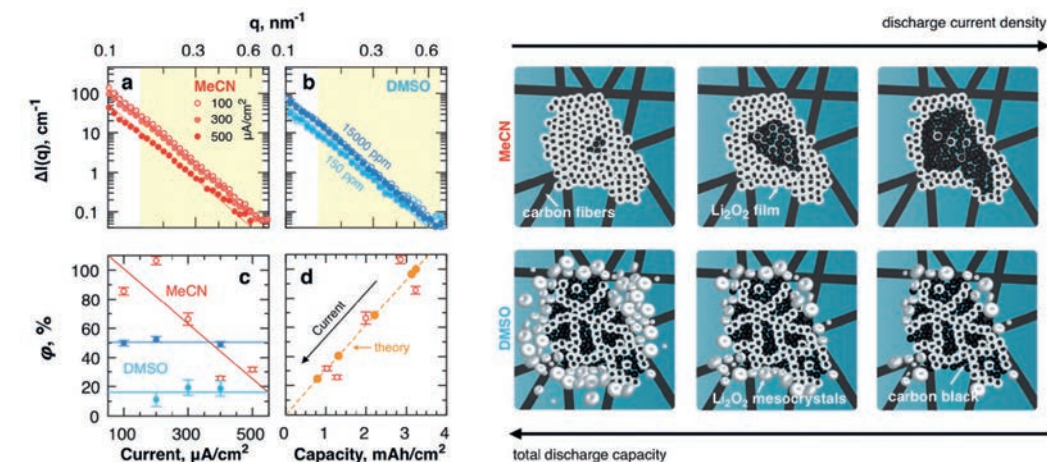 q, nm⁻¹
0.1 0.3 0.6 0.1 0.3 0.6
a
MeCN
100
300
500
μA/cm²
b
DMSO
15000 ppm
150 ppm
ΔI(q), cm⁻¹
100
10
1
0.1
c
MeCN
DMSO
d
Current
theory
φ, %
100
80
60
40
20
0
100 300 500
0 1 2 3 4
Current, μA/cm² Capacity, mAh/cm²
discharge current density
MeCN
carbon fibers
Li₂O₂ film
DMSO
Li₂O₂ mesocrystals
carbon black
total discharge capacity